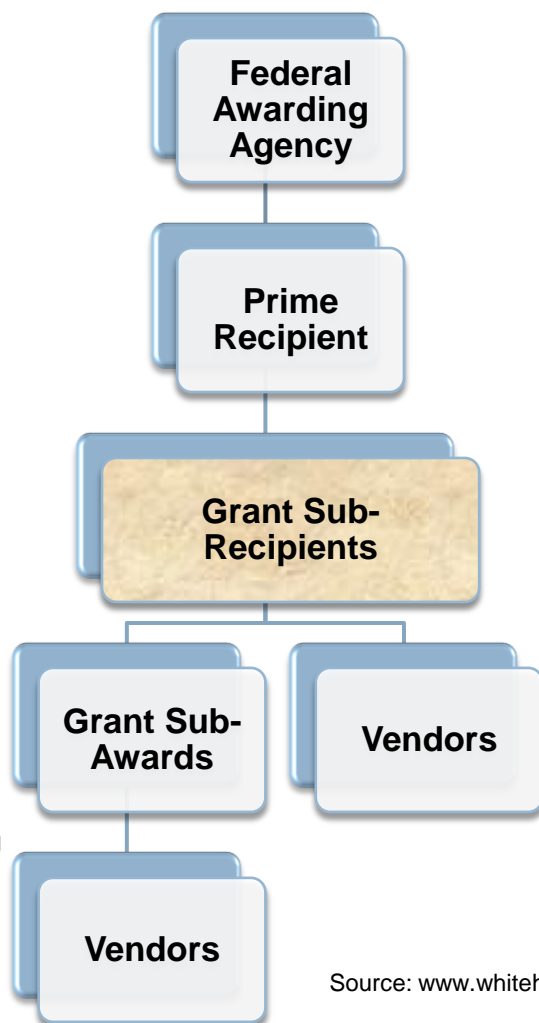 Federal
Awarding
Agency
Prime
Recipient
Grant Sub-
Recipients
Grant Sub-
Awards
Vendors
Vendors
Source: www.whiteh